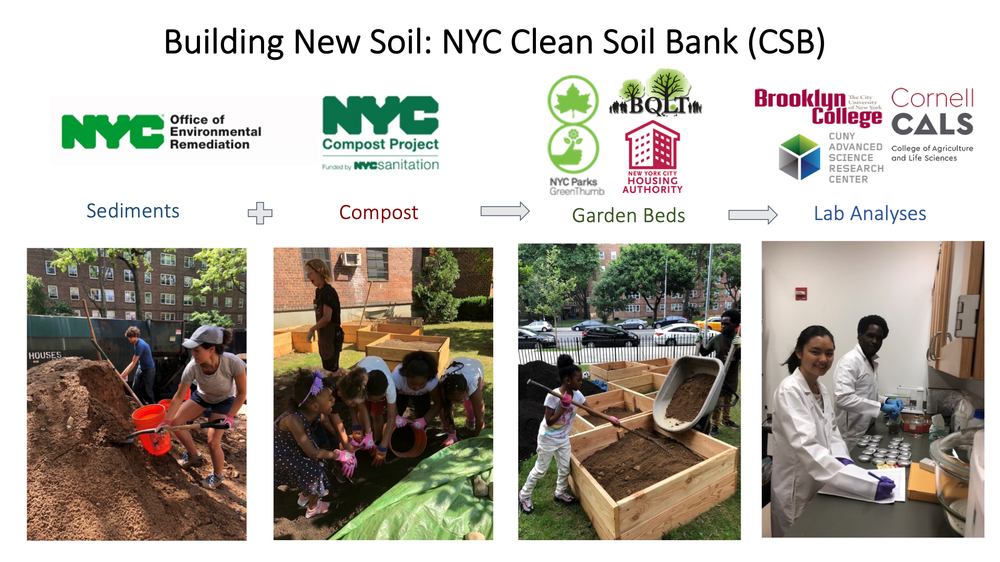 Building New Soil: NYC Clean Soil Bank (CSB)
NYC
Office of
Environmental
Remediation
NYC
Compost Project
Funded by NYC sanitation
NYC Parks
GreenThumb
BQLT
NEW YORK CITY
HOUSING
AUTHORITY
Brooklyn
College
The City
University
of New York
CUNY
ADVANCED
SCIENCE
RESEARCH
CENTER
Cornell
CALS
College of Agriculture
and Life Sciences
Sediments
Compost
Garden Beds
Lab Analyses
HOUSES